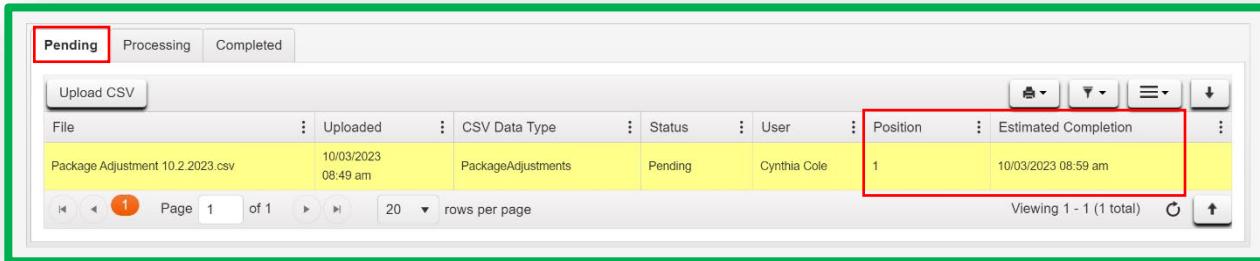 Pending Processing Completed
Upload CSV
File Uploaded CSV Data Type Status User Position Estimated Completion
Package Adjustment 10.2.2023.csv 10/03/2023 08:49 am PackageAdjustments Pending Cynthia Cole 1 10/03/2023 08:59 am
1 Page 1 of 1 20 rows per page Viewing 1 - 1 (1 total)